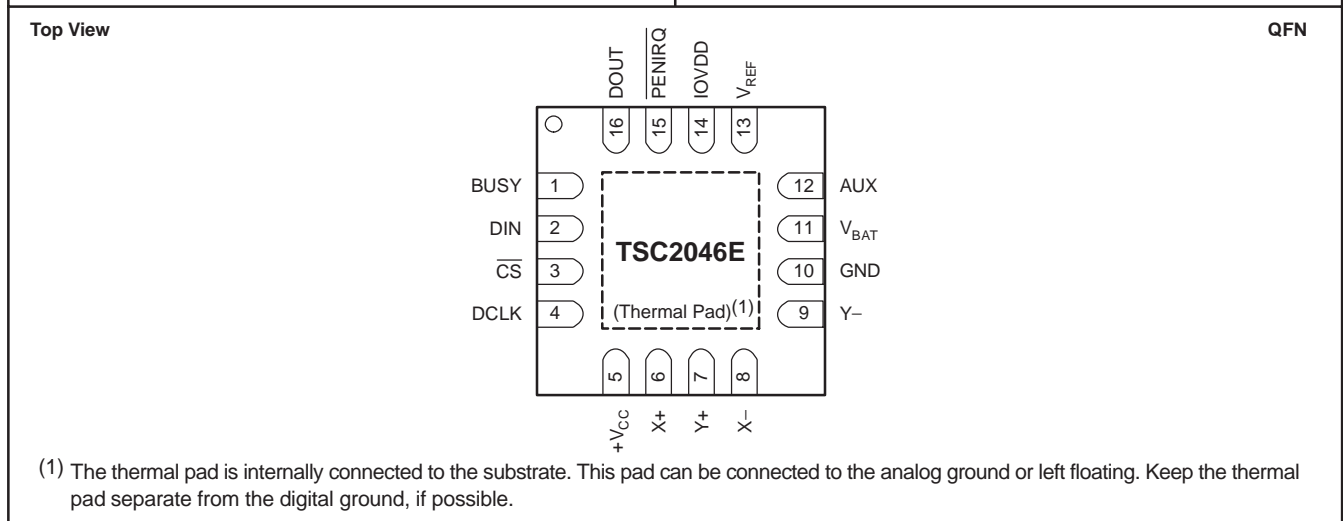 Top View
QFN
DOUT
PENIRQ
IOVDD
VREF
16
15
14
13
BUSY 1
12 AUX
DIN 2
11 VBAT
TSC2046E
CS 3
10 GND
DCLK 4
(Thermal Pad)(1)
9 Y−
5
6
7
8
+VCC
X+
Y+
X−
(1) The thermal pad is internally connected to the substrate. This pad can be connected to the analog ground or left floating. Keep the thermal
pad separate from the digital ground, if possible.